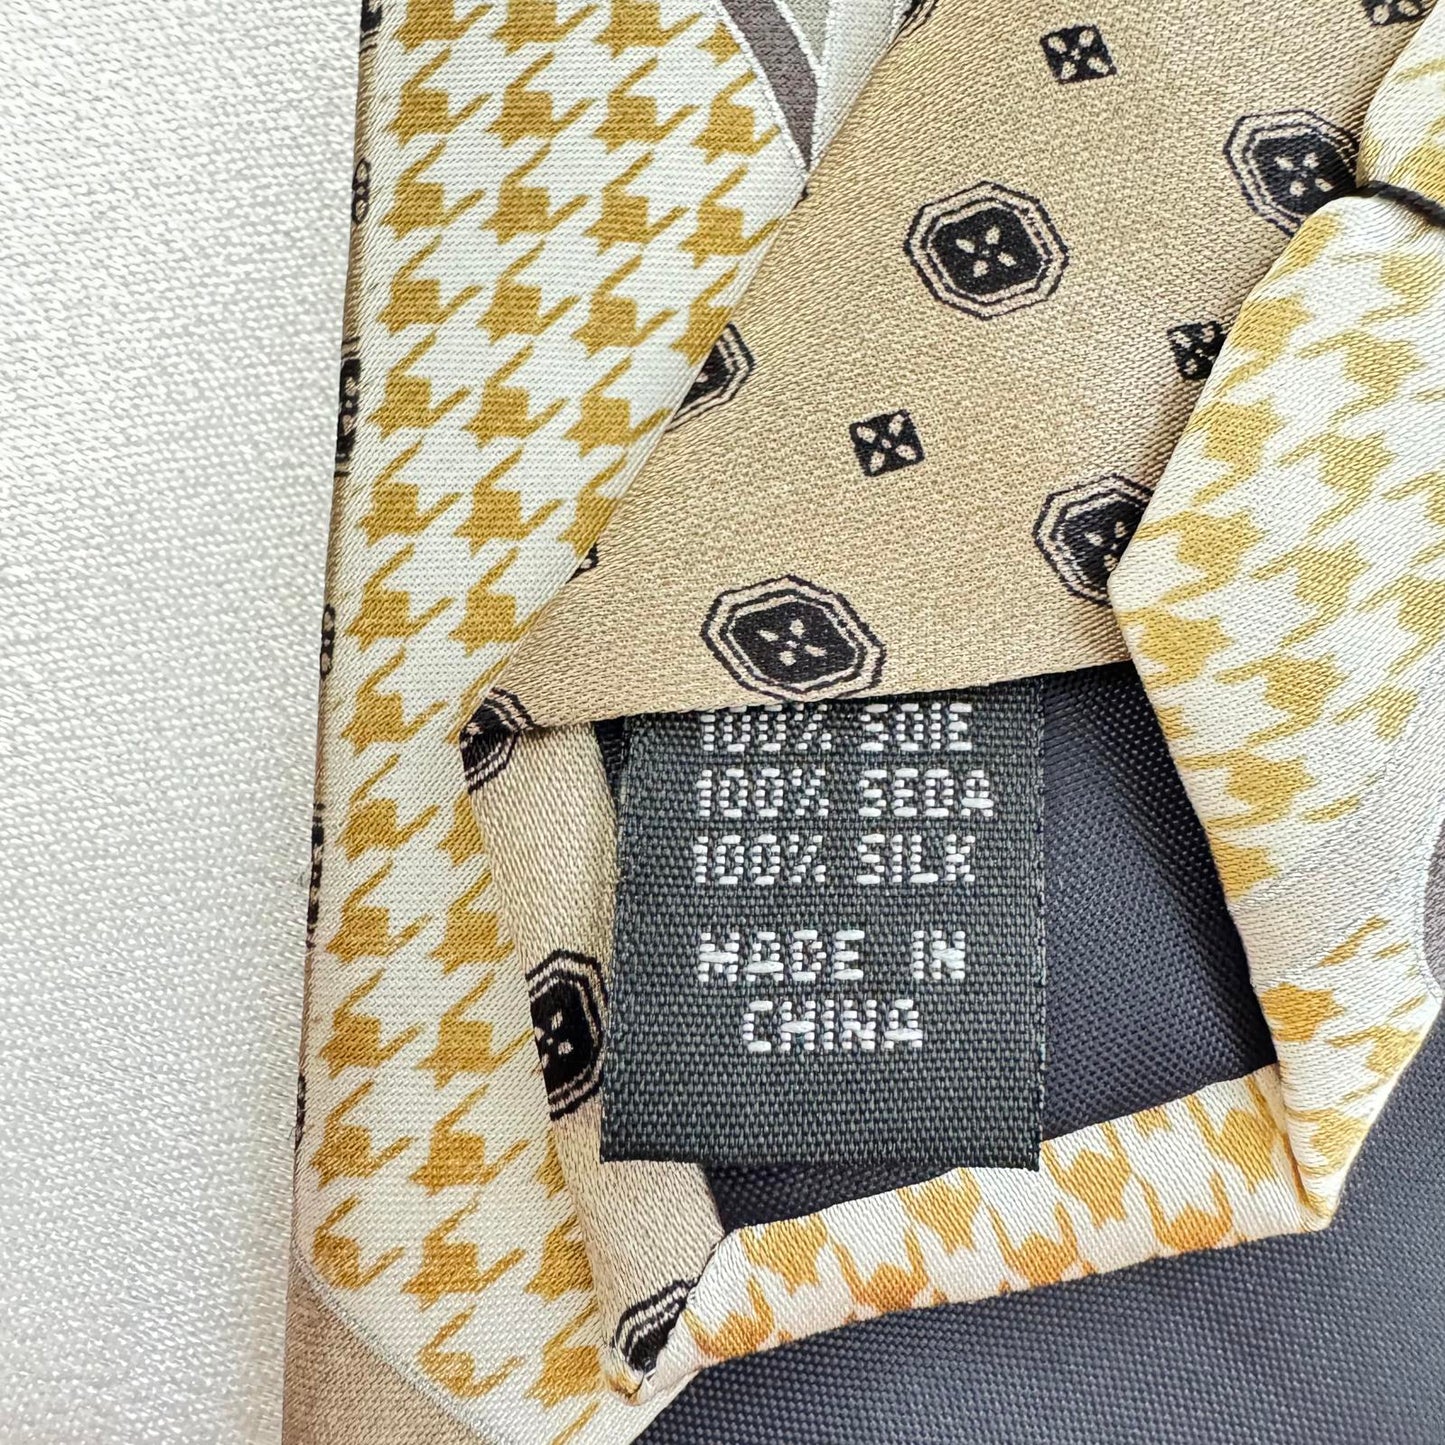 100% SOIE
100% SEDA
100% SILK
MADE IN
CHINA